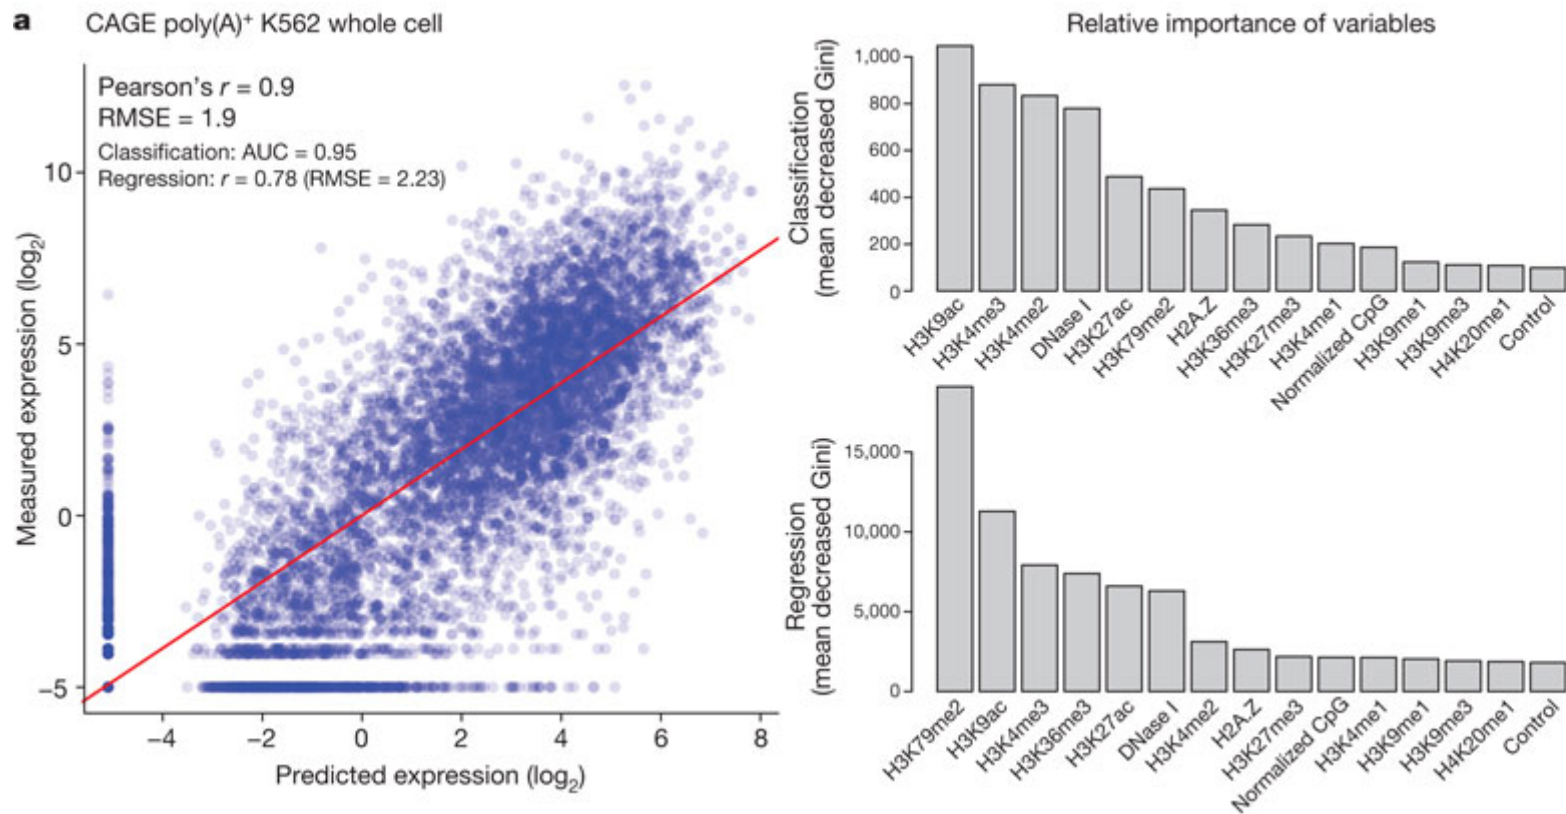 a CAGE poly(A)⁺ K562 whole cell
Pearson's r = 0.9
RMSE = 1.9
Classification: AUC = 0.95
Regression: r = 0.78 (RMSE = 2.23)
Measured expression (log₂)
10
5
0
−5
−4 −2 0 2 4 6 8
Predicted expression (log₂)
Relative importance of variables
Classification
(mean decreased Gini)
1,000
800
600
400
200
0
H3K9ac
H3K4me3
H3K4me2
DNase I
H3K27ac
H3K79me2
H2A.Z
H3K36me3
H3K27me3
H3K4me1
Normalized CpG
H3K9me1
H3K9me3
H4K20me1
Control
Regression
(mean decreased Gini)
15,000
10,000
5,000
0
H3K79me2
H3K9ac
H3K4me3
H3K36me3
H3K27ac
DNase I
H3K4me2
H2A.Z
H3K27me3
Normalized CpG
H3K4me1
H3K9me1
H3K9me3
H4K20me1
Control